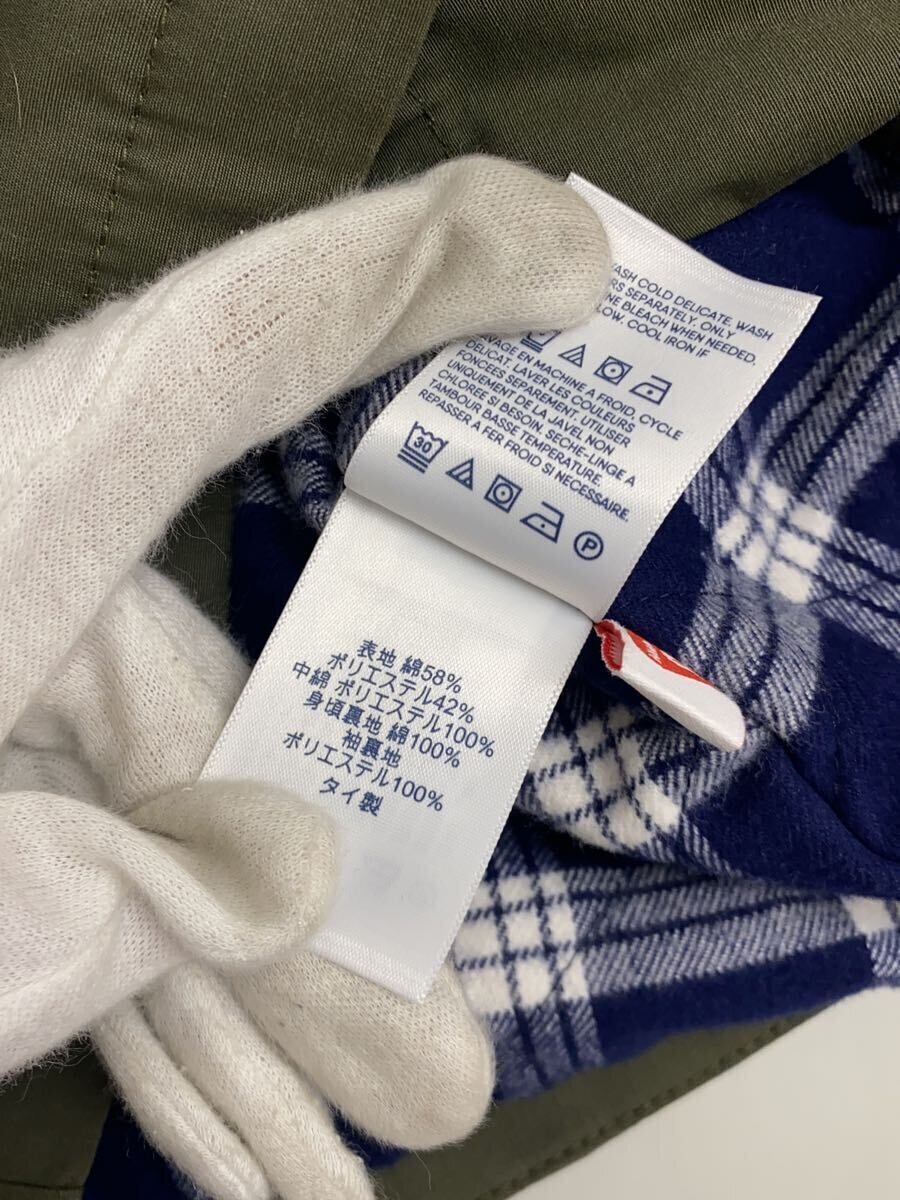 WASH COLD DELICATE. WASH
SEPARATELY. ONLY
BLEACH WHEN NEEDED.
LOW. COOL IRON IF
LAVAGE EN MACHINE A FROID, CYCLE
DELICAT. LAVER LES COULEURS
FONCEES SEPAREMENT. UTILISER
UNIQUEMENT DE LA JAVEL NON
CHLOREE SI BESOIN. SECHE-LINGE A
TAMBOUR BASSE TEMPERATURE.
REPASSER A FER FROID SI NECESSAIRE.
30
P
表地 綿58%
ポリエステル42%
中綿 ポリエステル100%
身頃裏地 綿100%
袖裏地
ポリエステル100%
タイ製